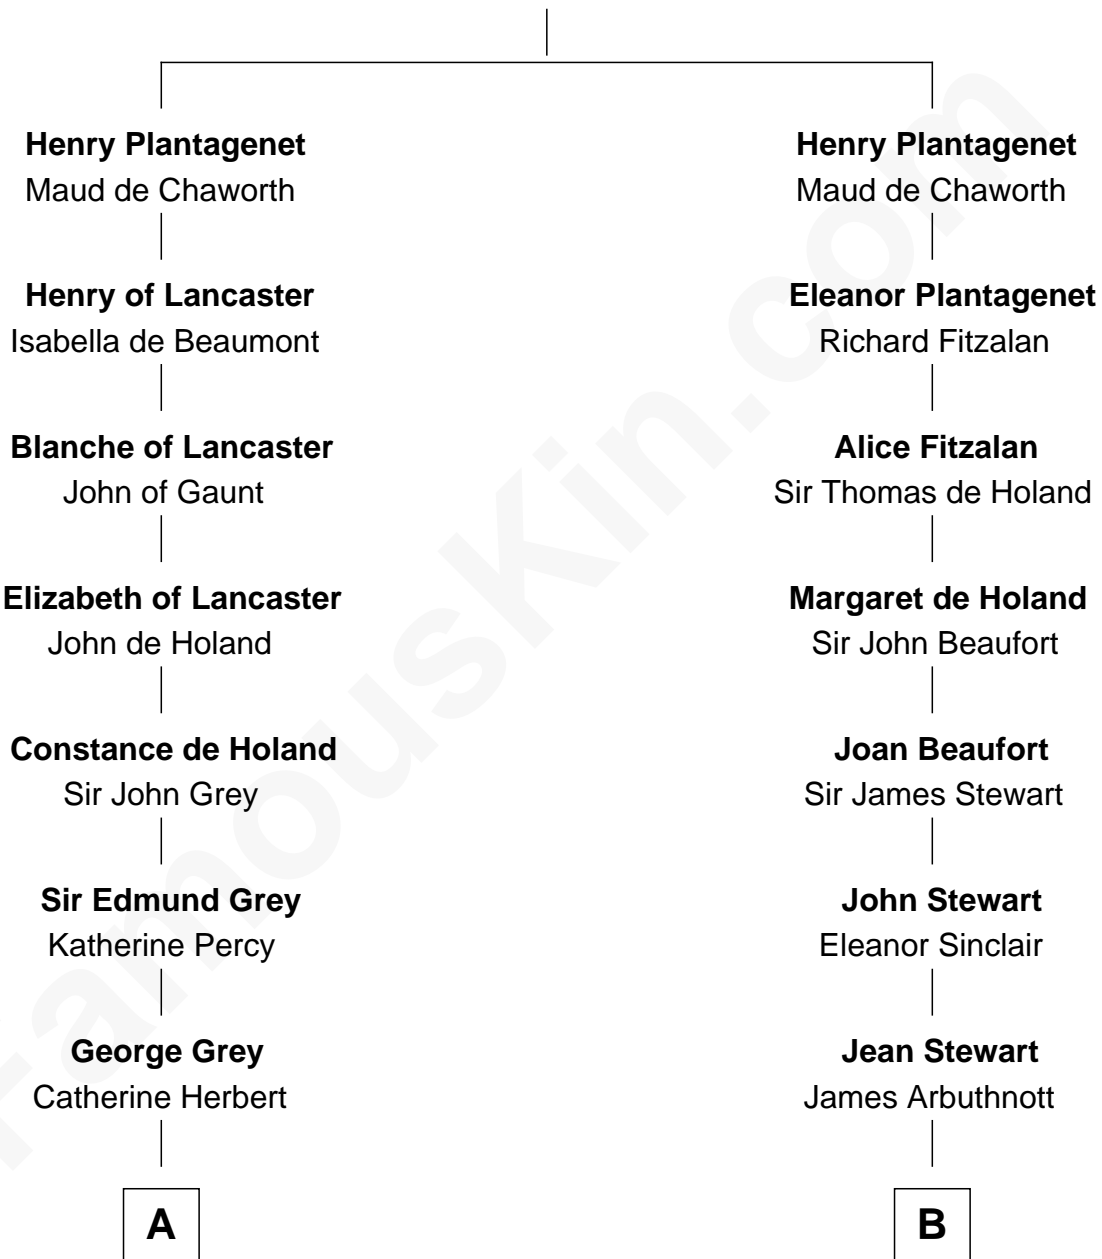 Henry Plantagenet
Maud de Chaworth
Henry of Lancaster
Isabella de Beaumont
Blanche of Lancaster
John of Gaunt
Elizabeth of Lancaster
John de Holand
Constance de Holand
Sir John Grey
Sir Edmund Grey
Katherine Percy
George Grey
Catherine Herbert
A
Henry Plantagenet
Maud de Chaworth
Eleanor Plantagenet
Richard Fitzalan
Alice Fitzalan
Sir Thomas de Holand
Margaret de Holand
Sir John Beaufort
Joan Beaufort
Sir James Stewart
John Stewart
Eleanor Sinclair
Jean Stewart
James Arbuthnott
B
FamousKin.com